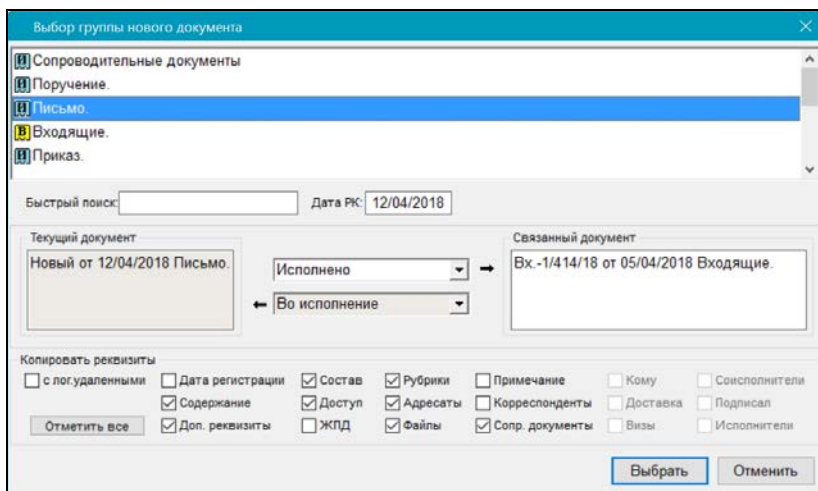 Выбор группы нового документа
Сопроводительные документы
Поручение.
Письмо.
В Входящие.
Приказ.
Быстрый поиск: Дата РК: 12/04/2018
Текущий документ Связанный документ
Новый от 12/04/2018 Письмо. Исполнено Вх.-1/414/18 от 05/04/2018 Входящие.
Во исполнение
Копировать реквизиты
с лог.удаленными Дата регистрации Состав Рубрики Примечание Кому Соисполнители
Содержание Доступ Адресаты Корреспонденты Доставка Подписал
Отметить все Доп. реквизиты ЖПД Файлы Сопр. документы Визы Исполнители
Выбрать Отменить